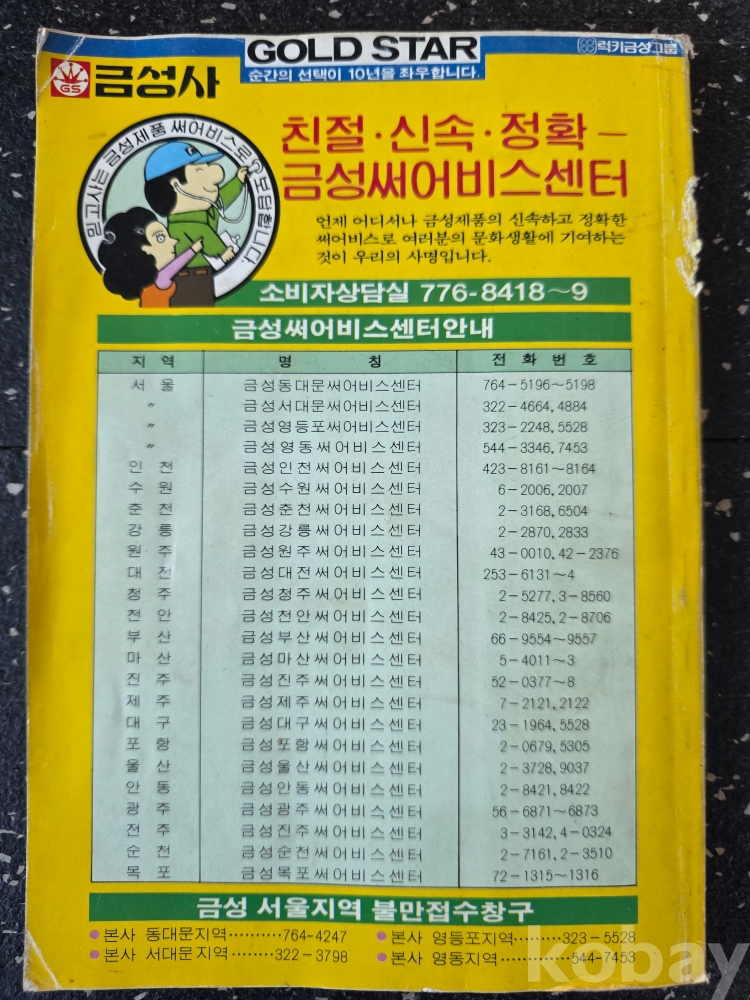 GOLD STAR
순간의 선택이 10년을 좌우합니다.
럭키금성그룹
GS 금성사
믿고사는 금성제품 써어비스로 보답합니다.
친절·신속·정확—
금성써어비스센터
언제 어디서나 금성제품의 신속하고 정확한
써어비스로 여러분의 문화생활에 기여하는
것이 우리의 사명입니다.
소비자상담실 776-8418~9
금성써어비스센터안내
지역 명칭 전화번호
서울 금성동대문써어비스센터 764-5196~5198
〃 금성서대문써어비스센터 322-4664,4884
〃 금성영등포써어비스센터 323-2248,5528
〃 금성영동써어비스센터 544-3346,7453
인천 금성인천써어비스센터 423-8161~8164
수원 금성수원써어비스센터 6-2006,2007
춘천 금성춘천써어비스센터 2-3168,6504
강릉 금성강릉써어비스센터 2-2870,2833
원주 금성원주써어비스센터 43-0010,42-2376
대전 금성대전써어비스센터 253-6131~4
청주 금성청주써어비스센터 2-5277,3-8560
천안 금성천안써어비스센터 2-8425,2-8706
부산 금성부산써어비스센터 66-9554~9557
마산 금성마산써어비스센터 5-4011~3
진주 금성진주써어비스센터 52-0377~8
제주 금성제주써어비스센터 7-2121,2122
대구 금성대구써어비스센터 23-1964,5528
포항 금성포항써어비스센터 2-0679,5305
울산 금성울산써어비스센터 2-3728,9037
안동 금성안동써어비스센터 2-8421,8422
광주 금성광주써어비스센터 56-6871~6873
전주 금성진주써어비스센터 3-3142,4-0324
순천 금성순천써어비스센터 2-7161,2-3510
목포 금성목포써어비스센터 72-1315~1316
금성 서울지역 불만접수창구
●본사 동대문지역··········764-4247 ●본사 영등포지역·······323-5528
●본사 서대문지역·········322-3798 ●본사 영동지역··········544-7453
kobay